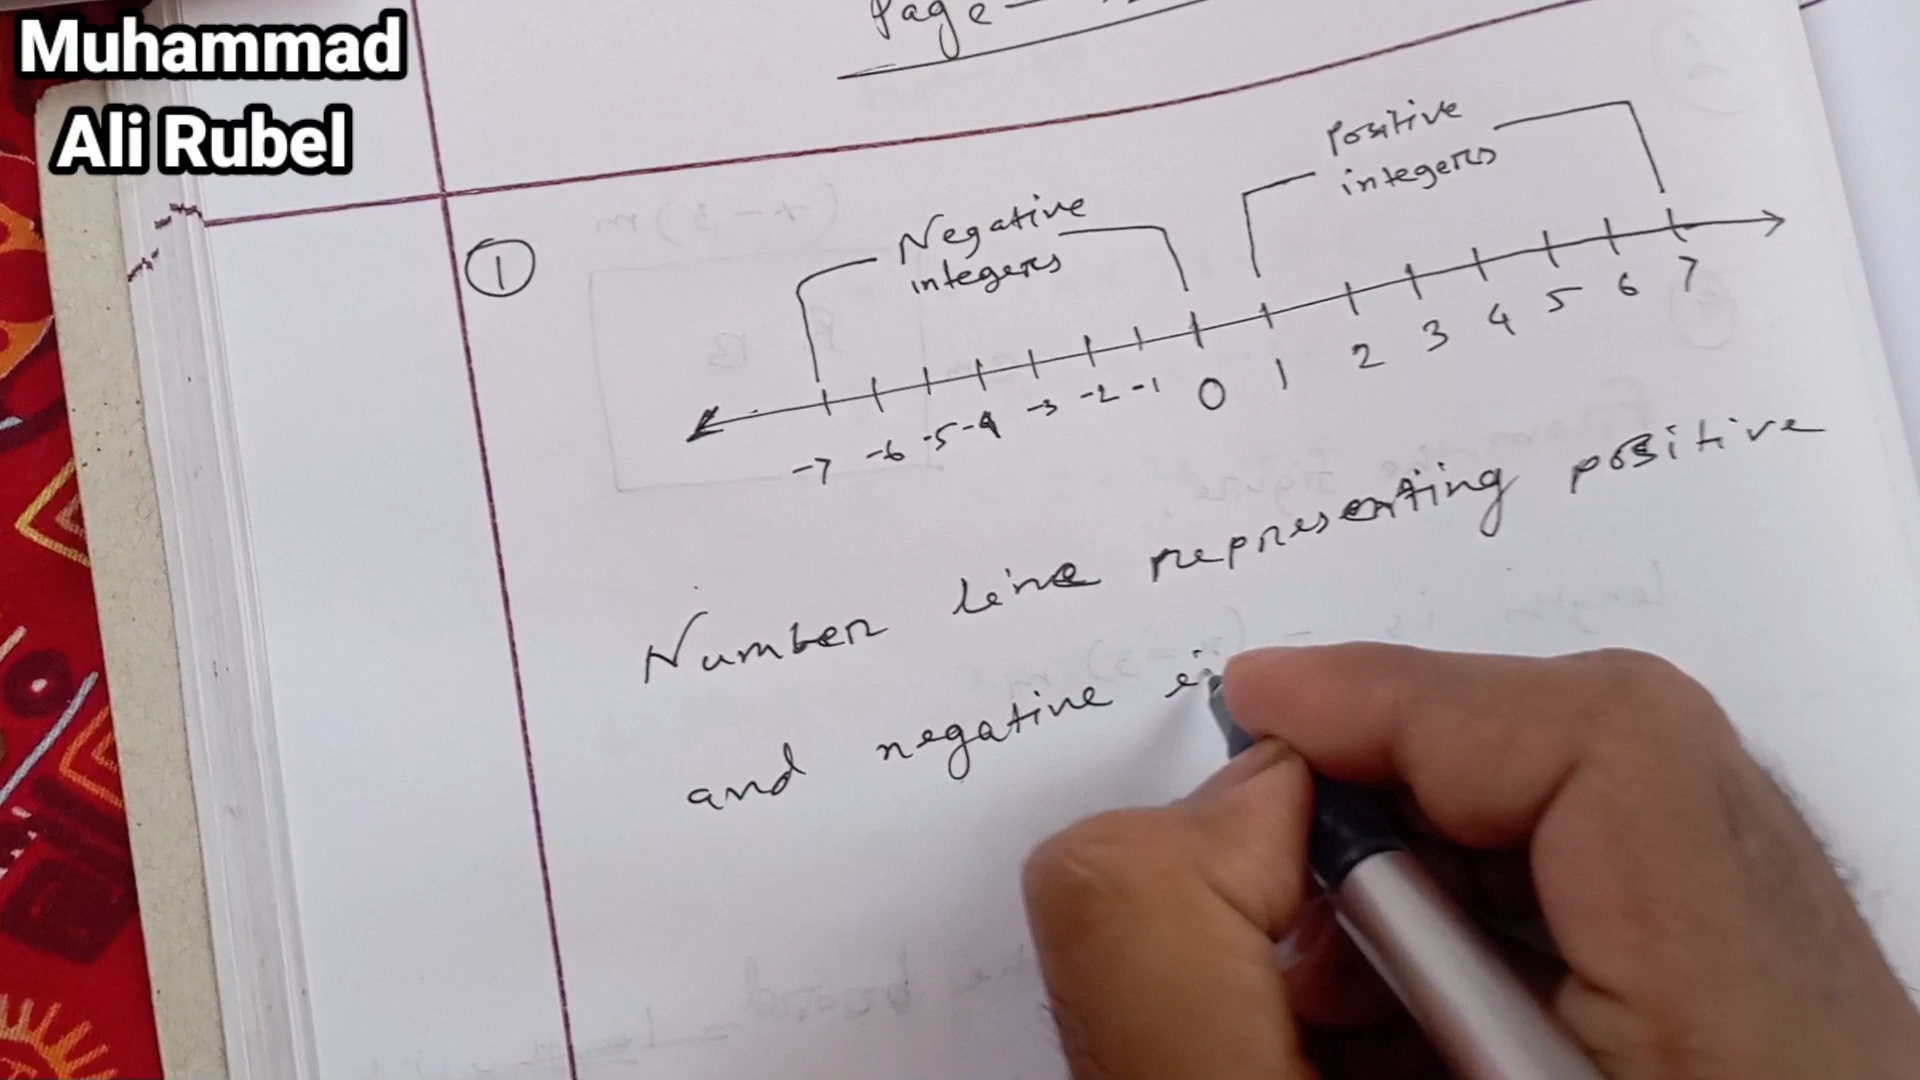 Muhammad
Ali Rubel
Page
①
Positive
integers
Negative
integers
-7 -6 -5 -4 -3 -2 -1 0 1 2 3 4 5 6 7
Number line representing positive
and negative